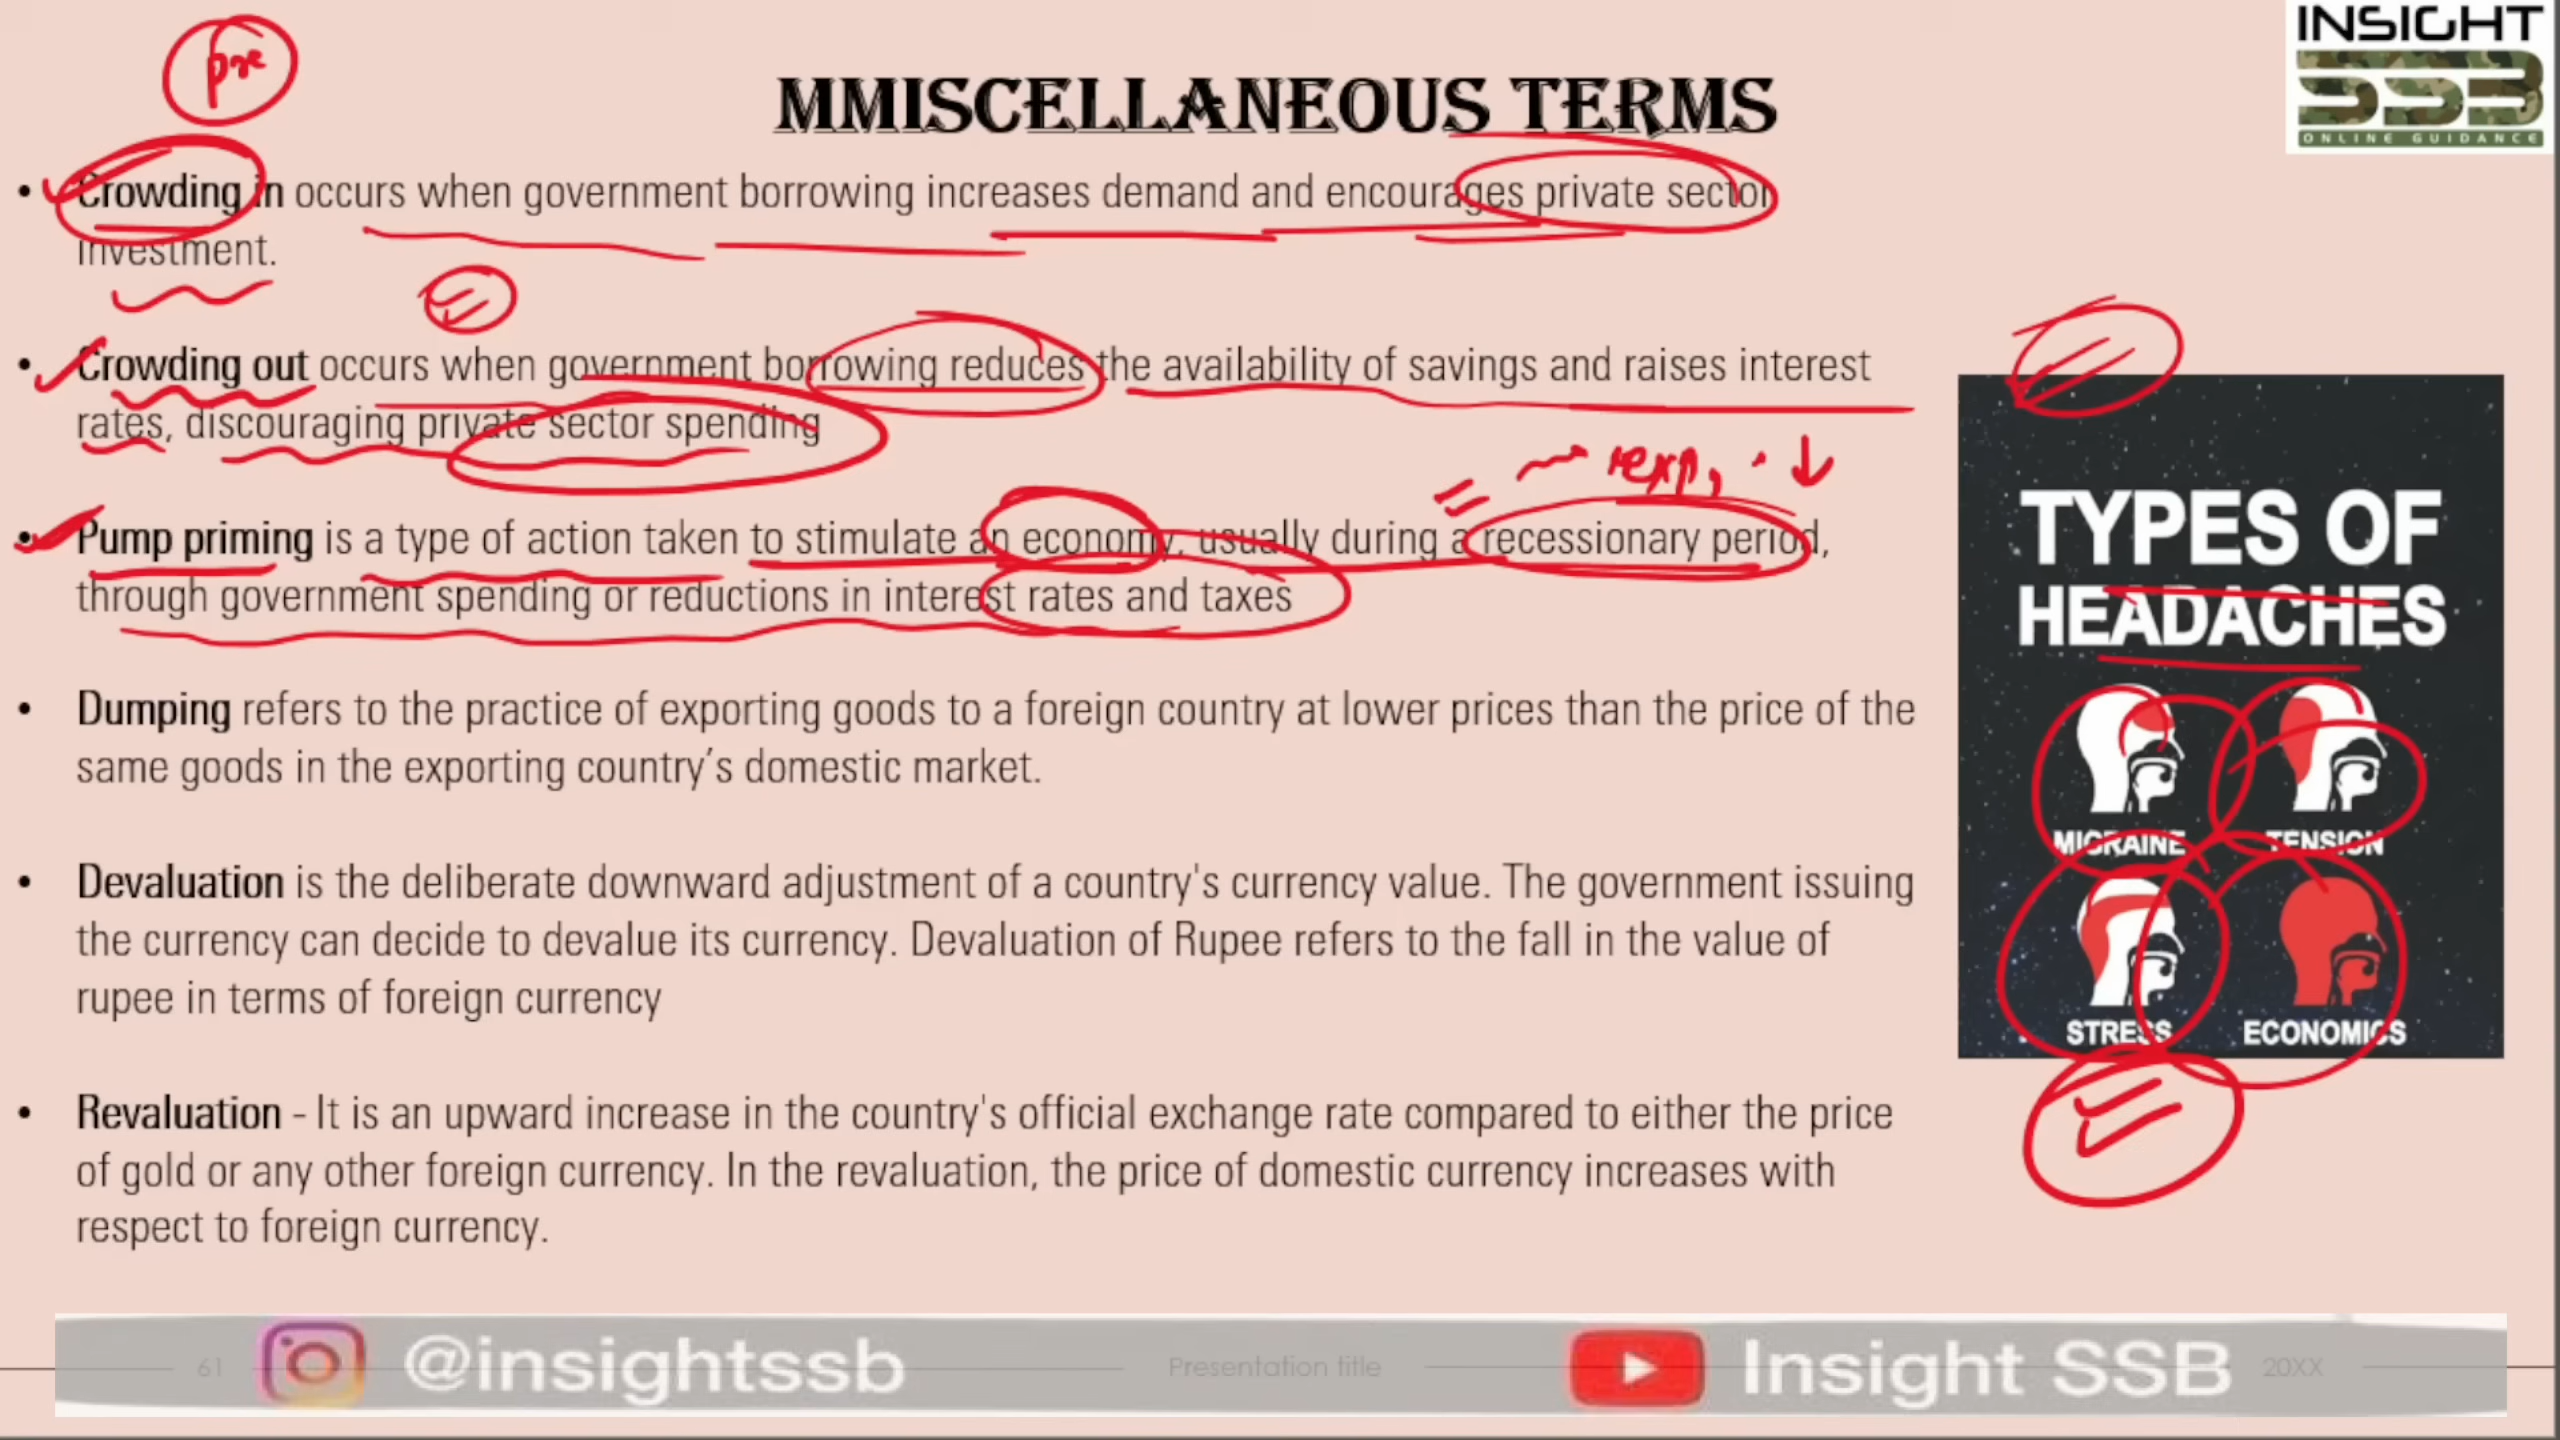 pre
INSIGHT
SSB
ONLINE GUIDANCE
MMISCELLANEOUS TERMS
• Crowding in occurs when government borrowing increases demand and encourages private sector
investment.
• Crowding out occurs when government borrowing reduces the availability of savings and raises interest
rates, discouraging private sector spending
• Pump priming is a type of action taken to stimulate an economy, usually during a recessionary period,
through government spending or reductions in interest rates and taxes
• Dumping refers to the practice of exporting goods to a foreign country at lower prices than the price of the
same goods in the exporting country’s domestic market.
• Devaluation is the deliberate downward adjustment of a country's currency value. The government issuing
the currency can decide to devalue its currency. Devaluation of Rupee refers to the fall in the value of
rupee in terms of foreign currency
• Revaluation - It is an upward increase in the country's official exchange rate compared to either the price
of gold or any other foreign currency. In the revaluation, the price of domestic currency increases with
respect to foreign currency.
TYPES OF
HEADACHES
MIGRAINE TENSION
STRESS ECONOMICS
61 @insightssb Presentation title Insight SSB 20XX